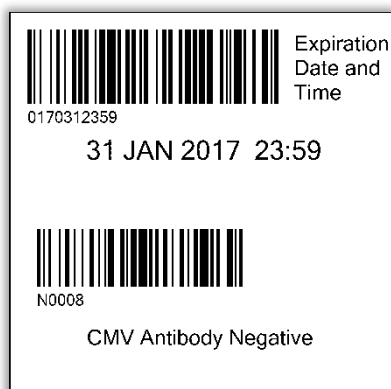 Expiration
Date and
Time
0170312359
31 JAN 2017 23:59
N0008
CMV Antibody Negative